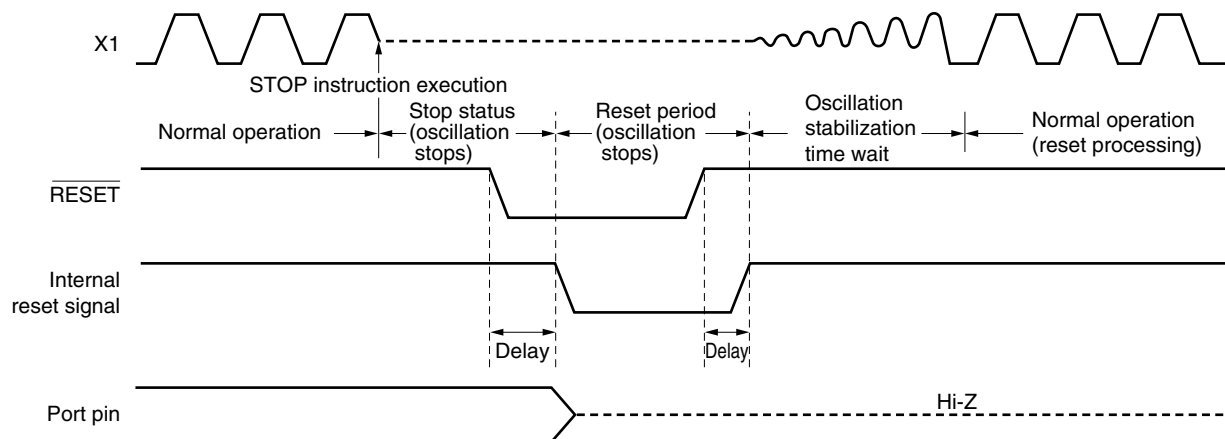 X1
STOP instruction execution
Normal operation
Stop status
(oscillation
stops)
Reset period
(oscillation
stops)
Oscillation
stabilization
time wait
Normal operation
(reset processing)
RESET
Internal
reset signal
Delay
Delay
Port pin
Hi-Z